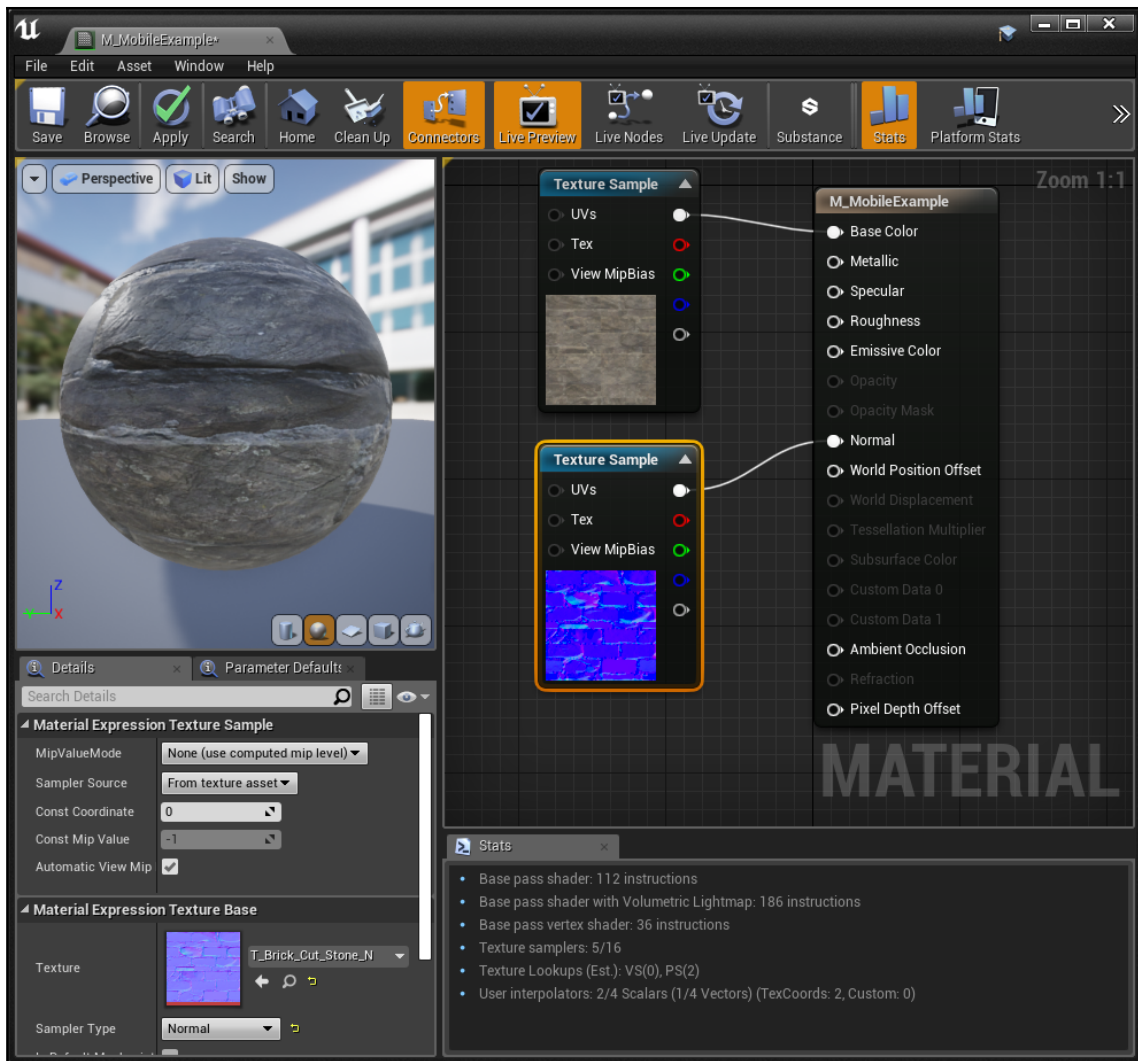 M_MobileExample*
File Edit Asset Window Help
Save Browse Apply Search Home Clean Up Connectors Live Preview Live Nodes Live Update Substance Stats Platform Stats
Perspective Lit Show
Z
Y X
Zoom 1:1
Texture Sample
UVs
Tex
View MipBias
Texture Sample
UVs
Tex
View MipBias
M_MobileExample
Base Color
Metallic
Specular
Roughness
Emissive Color
Opacity
Opacity Mask
Normal
World Position Offset
World Displacement
Tessellation Multiplier
Subsurface Color
Custom Data 0
Custom Data 1
Ambient Occlusion
Refraction
Pixel Depth Offset
MATERIAL
Details Parameter Defaults
Search Details
Material Expression Texture Sample
MipValueMode None (use computed mip level)
Sampler Source From texture asset
Const Coordinate 0
Const Mip Value -1
Automatic View Mip
Material Expression Texture Base
Texture T_Brick_Cut_Stone_N
Sampler Type Normal
Stats
Base pass shader: 112 instructions
Base pass shader with Volumetric Lightmap: 186 instructions
Base pass vertex shader: 36 instructions
Texture samplers: 5/16
Texture Lookups (Est.): VS(0), PS(2)
User interpolators: 2/4 Scalars (1/4 Vectors) (TexCoords: 2, Custom: 0)